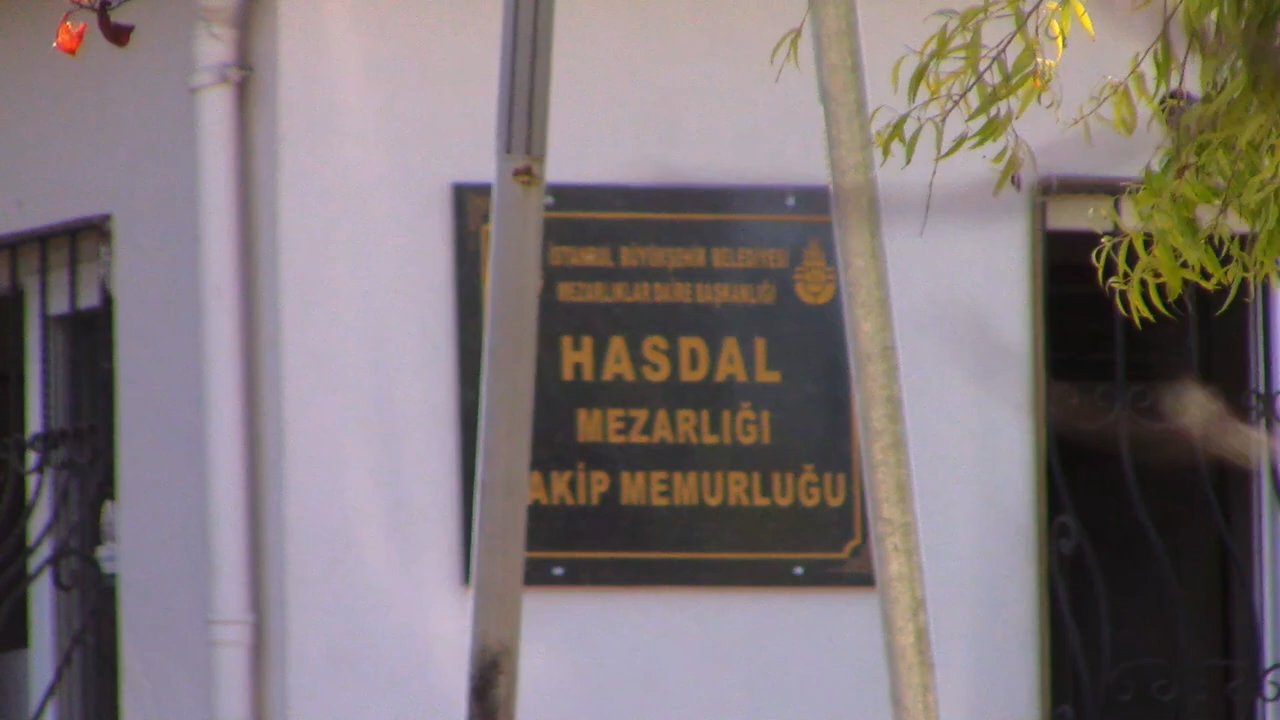 İSTANBUL BÜYÜKŞEHİR BELEDİYESİ
MEZARLIKLAR DAİRE BAŞKANLIĞI
HASDAL
MEZARLIĞI
AKİP MEMURLUĞU